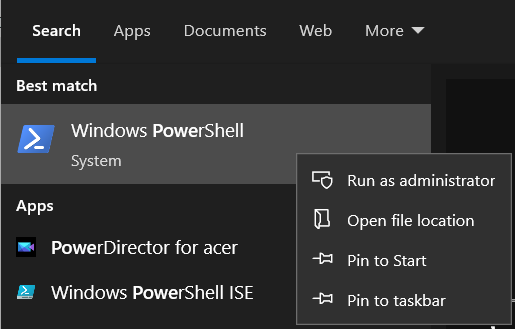 Search Apps Documents Web More
Best match
Windows PowerShell
System
Run as administrator
Open file location
Pin to Start
Pin to taskbar
Apps
PowerDirector for acer
Windows PowerShell ISE